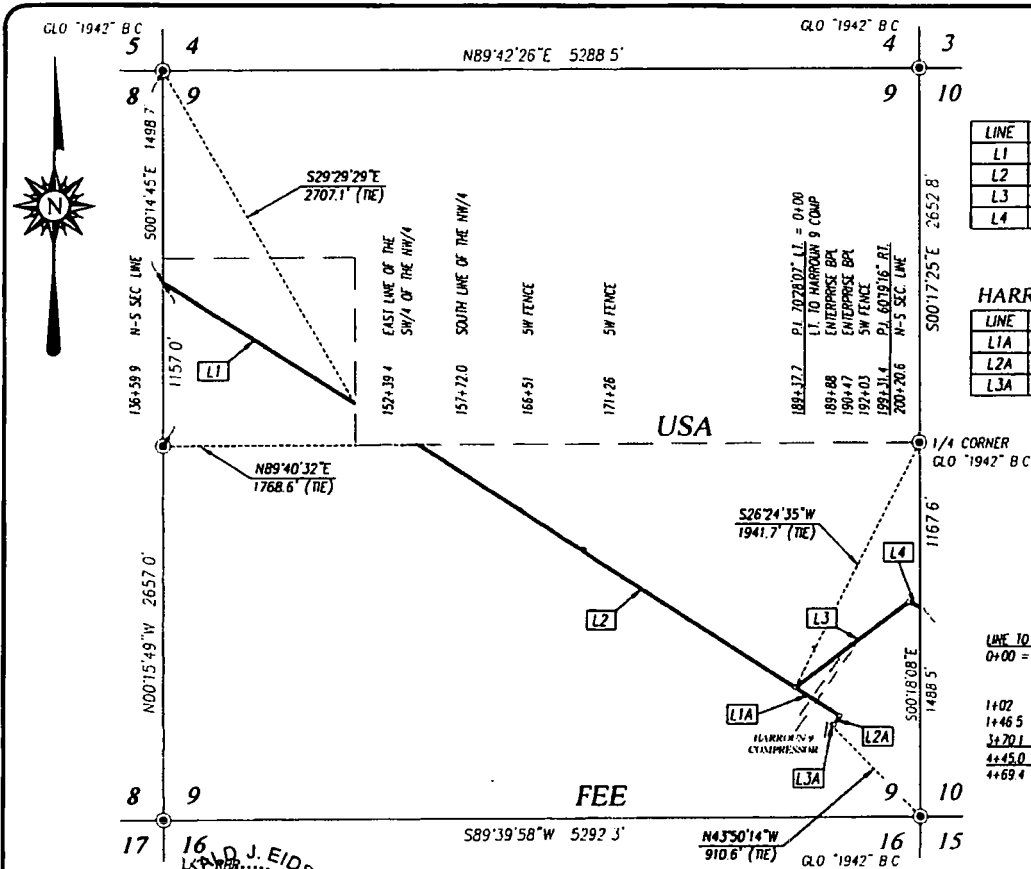 GLO "1942" B C
GLO "1942" B C
5 4
4 3
N89°42'26"E 5288 5'
8 9
9 10
S00°14'45"E 1498 7'
S29°29'29"E
2707.1' (TIE)
2652 8'
S00°17'25"E
N
LINE
L1
L2
L3
L4
136+59 9 N-S SEC LINE
1157 0'
L1
152+39 4 EAST LINE OF THE
SW/4 OF THE NW/4
157+72.0 SOUTH LINE OF THE NW/4
166+51 5W FENCE
171+26 5W FENCE
189+37.7 P.I. 70°28'07" LT. = 0+00
LT. TO HARROUN 9 COMP
189+88 ENTERPRISE BPL
190+47 ENTERPRISE BPL
192+03 5W FENCE
199+31.4 P.I. 60°19'16" RT.
200+20.6 N-S SEC. LINE
HARR
LINE
L1A
L2A
L3A
USA
1/4 CORNER
GLO "1942" B C
N89°40'32"E
1768.6' (TIE)
S26°24'35"W
1941.7' (TIE)
1167 6'
L4
L3
L2
N00°15'49"W 2657 0'
S00°18'08"E
1488 5'
LINE TO
0+00 =
1+02
1+46 5
3+70.1
4+45.0
4+69.4
L1A
L2A
HARROUN 9
COMPRESSOR
L3A
8 9
FEE
9 10
17 16
S89°39'58"W 5292 3'
N43°50'14"W
910.6' (TIE)
16 15
GLO "1942" B C
ALD J. EID